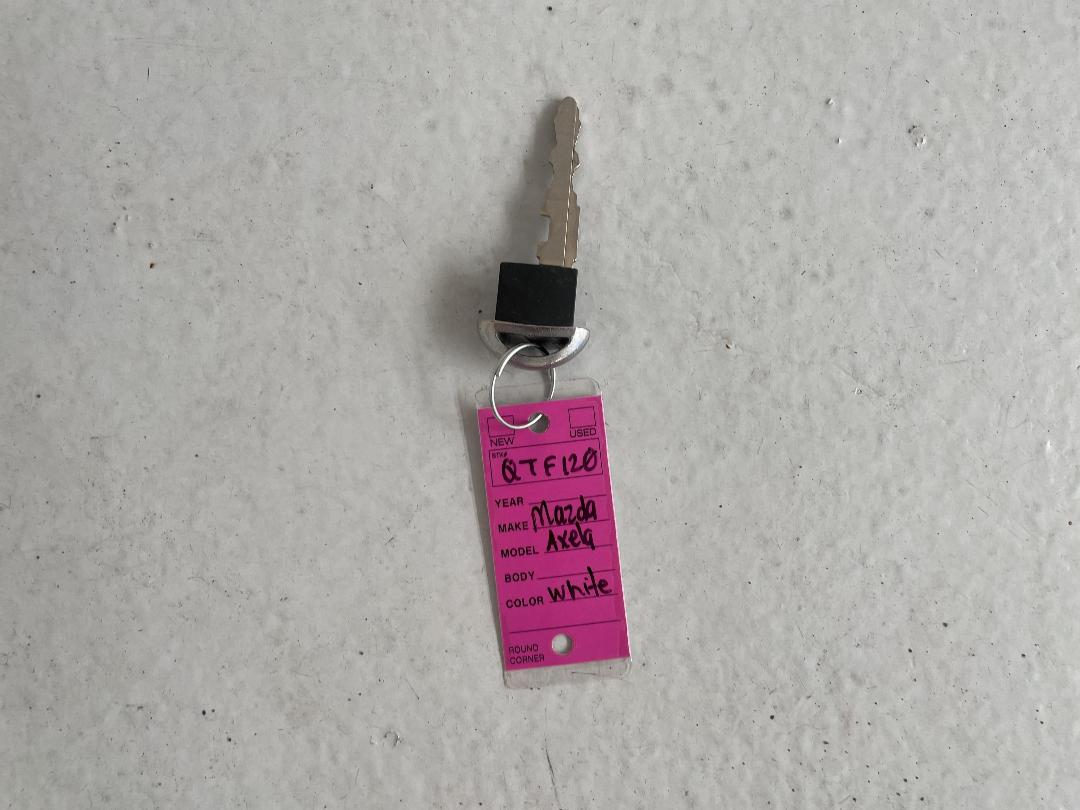 NEW USED
STK#
QTF120
YEAR
MAKE Mazda
MODEL Axela
BODY
COLOR white
ROUND
CORNER